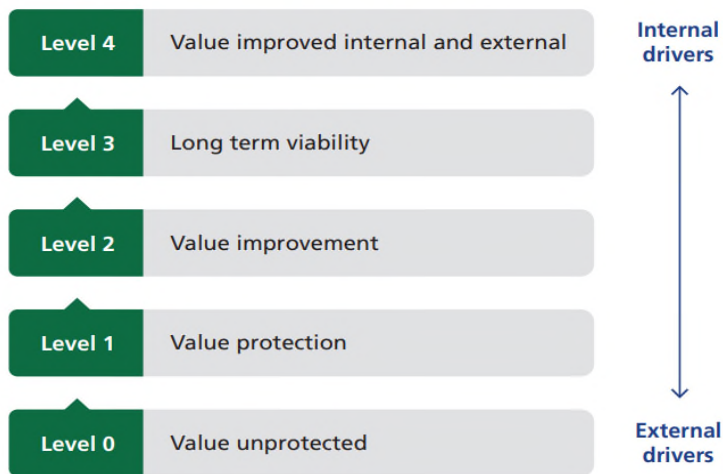 Level 4 Value improved internal and external
Internal
drivers
Level 3 Long term viability
Level 2 Value improvement
Level 1 Value protection
Level 0 Value unprotected
External
drivers